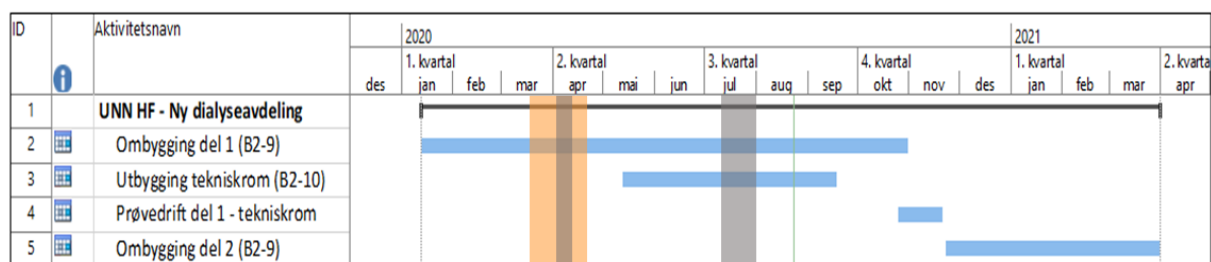 ID Aktivitetsnavn 2020 2021
1. kvartal 2. kvartal 3. kvartal 4. kvartal 1. kvartal 2. kvarta
des jan feb mar apr mai jun jul aug sep okt nov des jan feb mar apr
1 UNN HF - Ny dialyseavdeling
2 Ombygging del 1 (B2-9)
3 Utbygging tekniskrom (B2-10)
4 Prøvedrift del 1 - tekniskrom
5 Ombygging del 2 (B2-9)